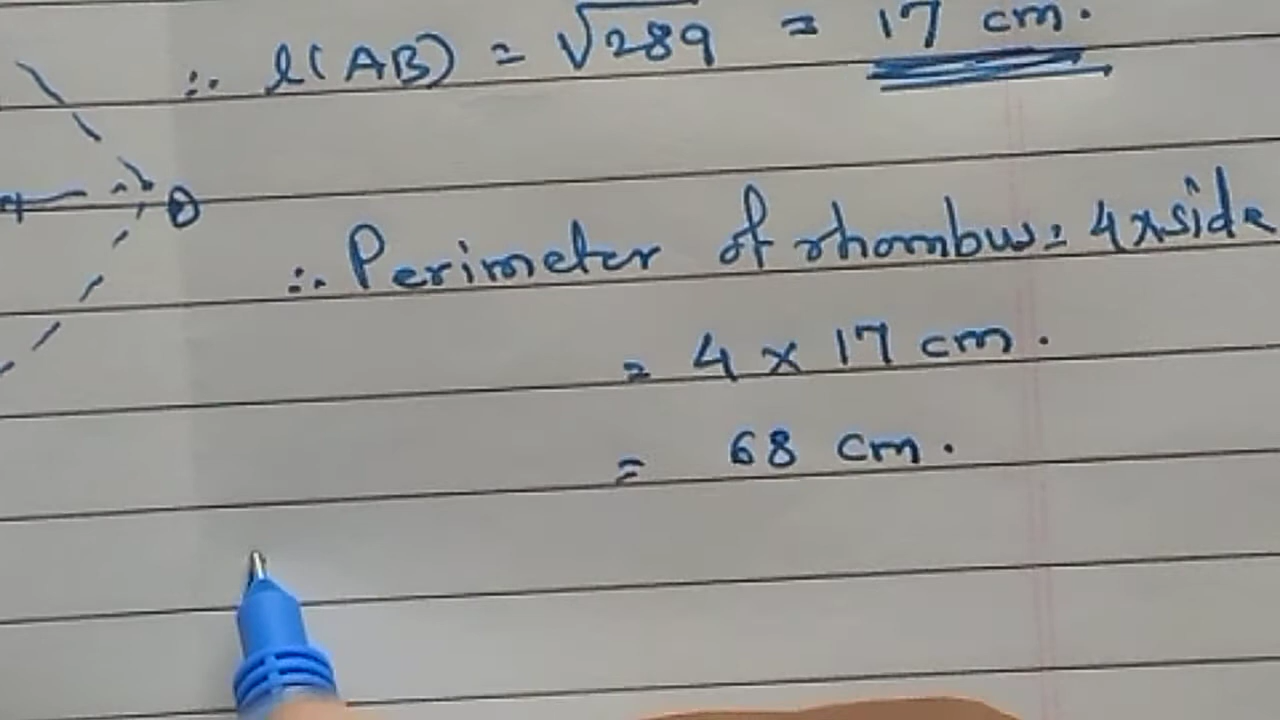 ∴ l(AB) = √289 = 17 cm.
D
∴ Perimeter of rhombus = 4 x side
= 4 x 17 cm.
= 68 cm.